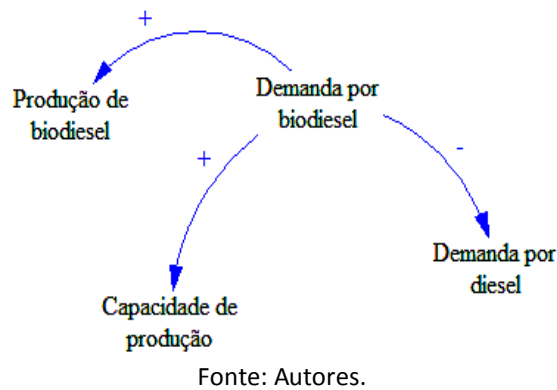 +
Produção de
biodiesel
Demanda por
biodiesel
+
-
Demanda por
diesel
Capacidade de
produção
Fonte: Autores.